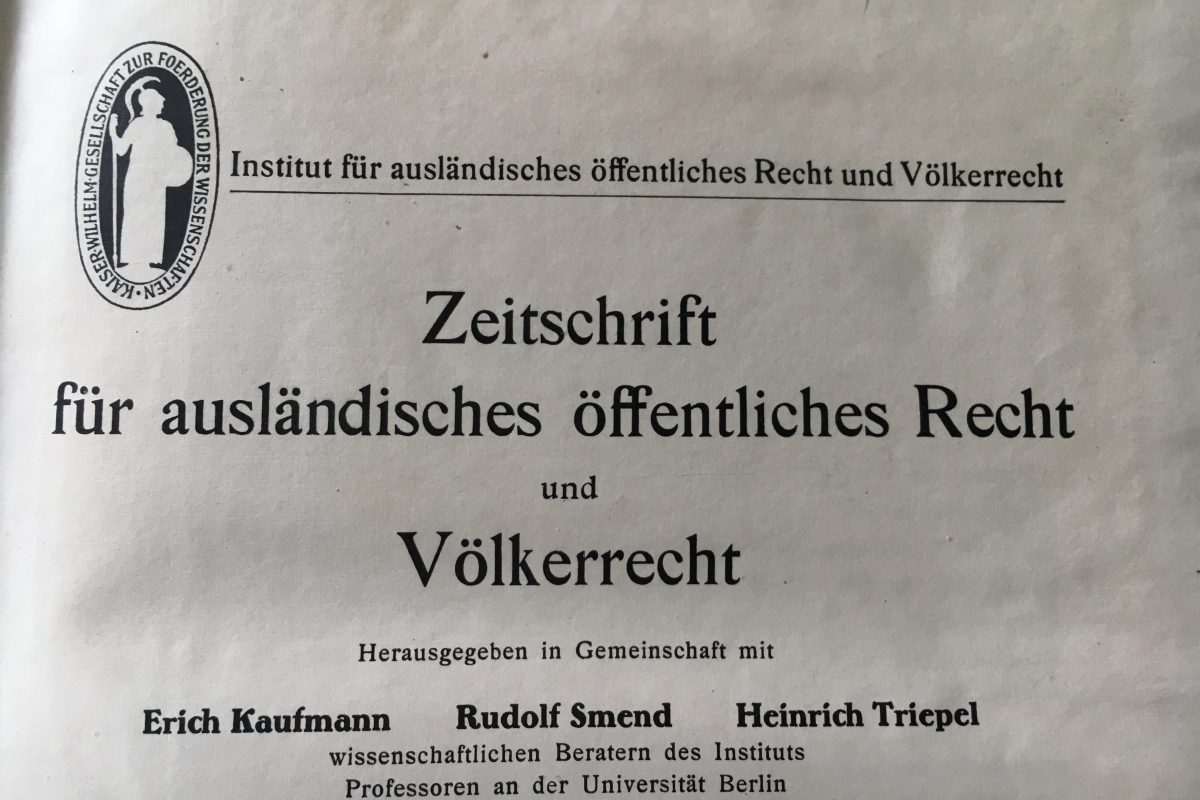 KAISER·WILHELM·GESELLSCHAFT ZUR FOERDERUNG DER WISSENSCHAFTEN·
Institut für ausländisches öffentliches Recht und Völkerrecht
Zeitschrift
für ausländisches öffentliches Recht
und
Völkerrecht
Herausgegeben in Gemeinschaft mit
Erich Kaufmann Rudolf Smend Heinrich Triepel
wissenschaftlichen Beratern des Instituts
Professoren an der Universität Berlin